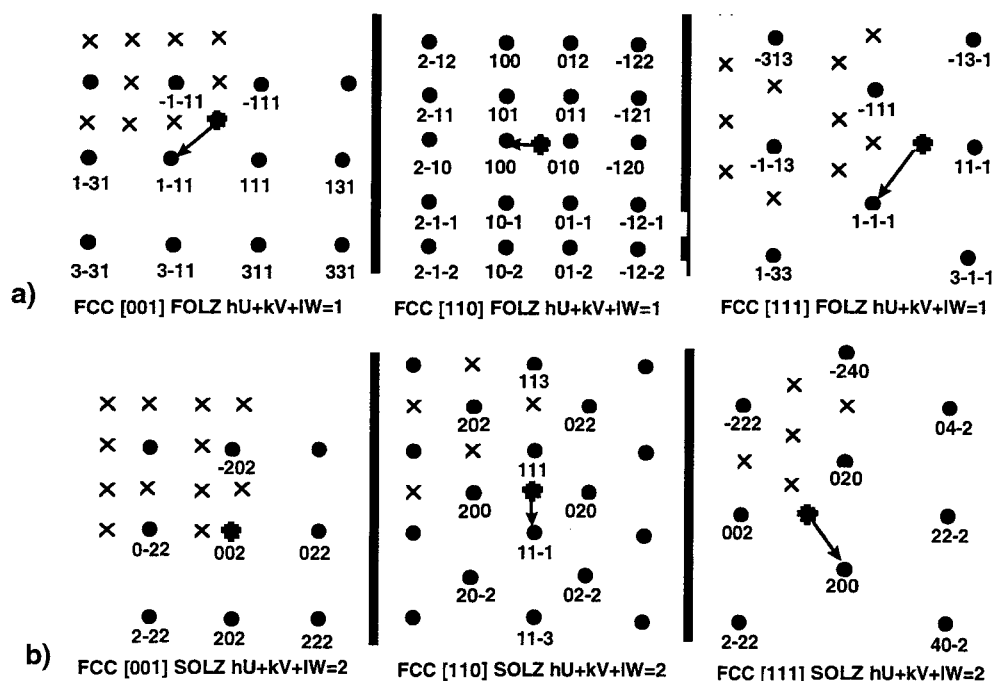 -1-11 -111
1-31 1-11 111 131
3-31 3-11 311 331
a)
FCC [001] FOLZ hU+kV+lW=1
2-12 100 012 -122
2-11 101 011 -121
2-10 100 010 -120
2-1-1 10-1 01-1 -12-1
2-1-2 10-2 01-2 -12-2
FCC [110] FOLZ hU+kV+lW=1
-313 -13-1
-111
-1-13 11-1
1-1-1
1-33 3-1-1
FCC [111] FOLZ hU+kV+lW=1
-202
0-22 002 022
2-22 202 222
b)
FCC [001] SOLZ hU+kV+lW=2
113
202 022
111
200 020
11-1
20-2 02-2
11-3
FCC [110] SOLZ hU+kV+lW=2
-240
-222 04-2
020
002 22-2
200
2-22 40-2
FCC [111] SOLZ hU+kV+lW=2